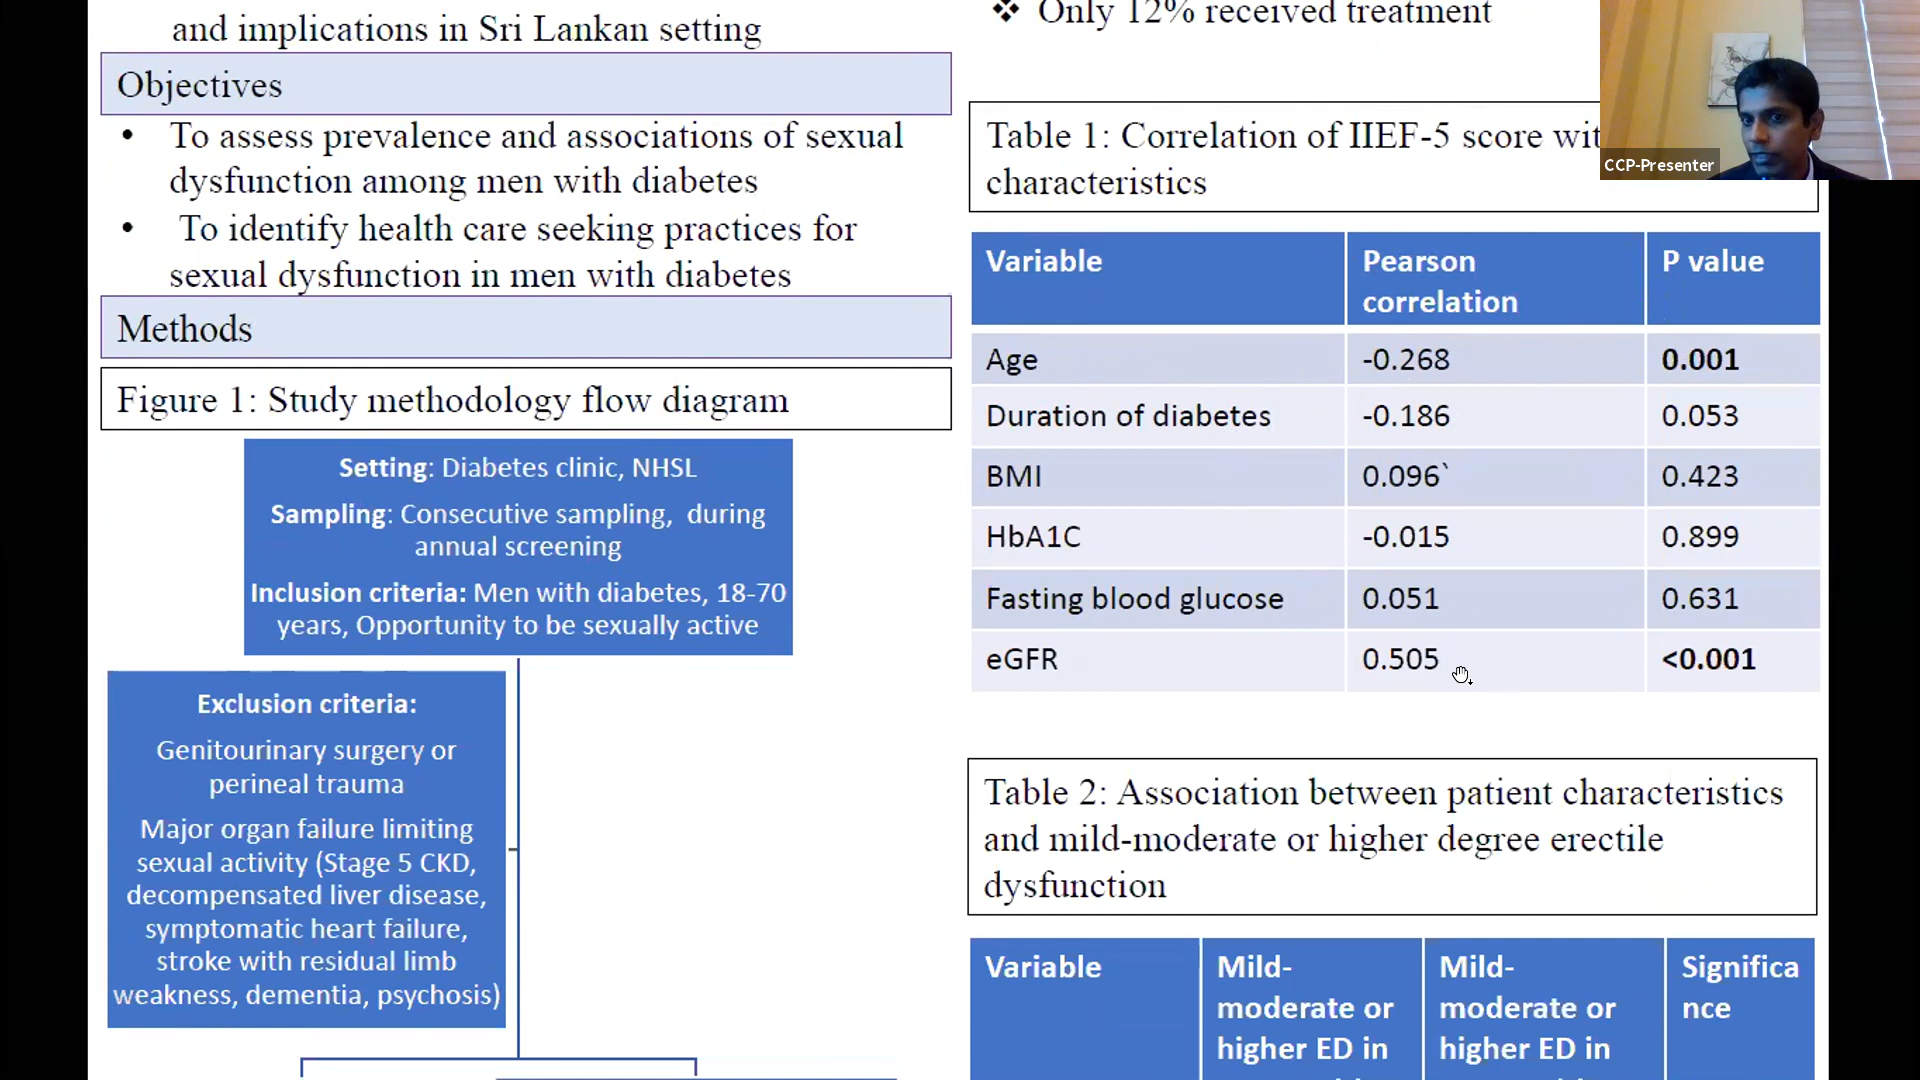 and implications in Sri Lankan setting
Objectives
• To assess prevalence and associations of sexual
dysfunction among men with diabetes
• To identify health care seeking practices for
sexual dysfunction in men with diabetes
Methods
Figure 1: Study methodology flow diagram
Setting: Diabetes clinic, NHSL
Sampling: Consecutive sampling, during
annual screening
Inclusion criteria: Men with diabetes, 18-70
years, Opportunity to be sexually active
Exclusion criteria:
Genitourinary surgery or
perineal trauma
Major organ failure limiting
sexual activity (Stage 5 CKD,
decompensated liver disease,
symptomatic heart failure,
stroke with residual limb
weakness, dementia, psychosis)
❖ Only 12% received treatment
Table 1: Correlation of IIEF-5 score
characteristics
Variable Pearson correlation P value
Age -0.268 0.001
Duration of diabetes -0.186 0.053
BMI 0.096` 0.423
HbA1C -0.015 0.899
Fasting blood glucose 0.051 0.631
eGFR 0.505 <0.001
Table 2: Association between patient characteristics
and mild-moderate or higher degree erectile
dysfunction
Variable Mild- Mild- Significa
moderate or moderate or nce
higher ED in higher ED in
CCP-Presenter